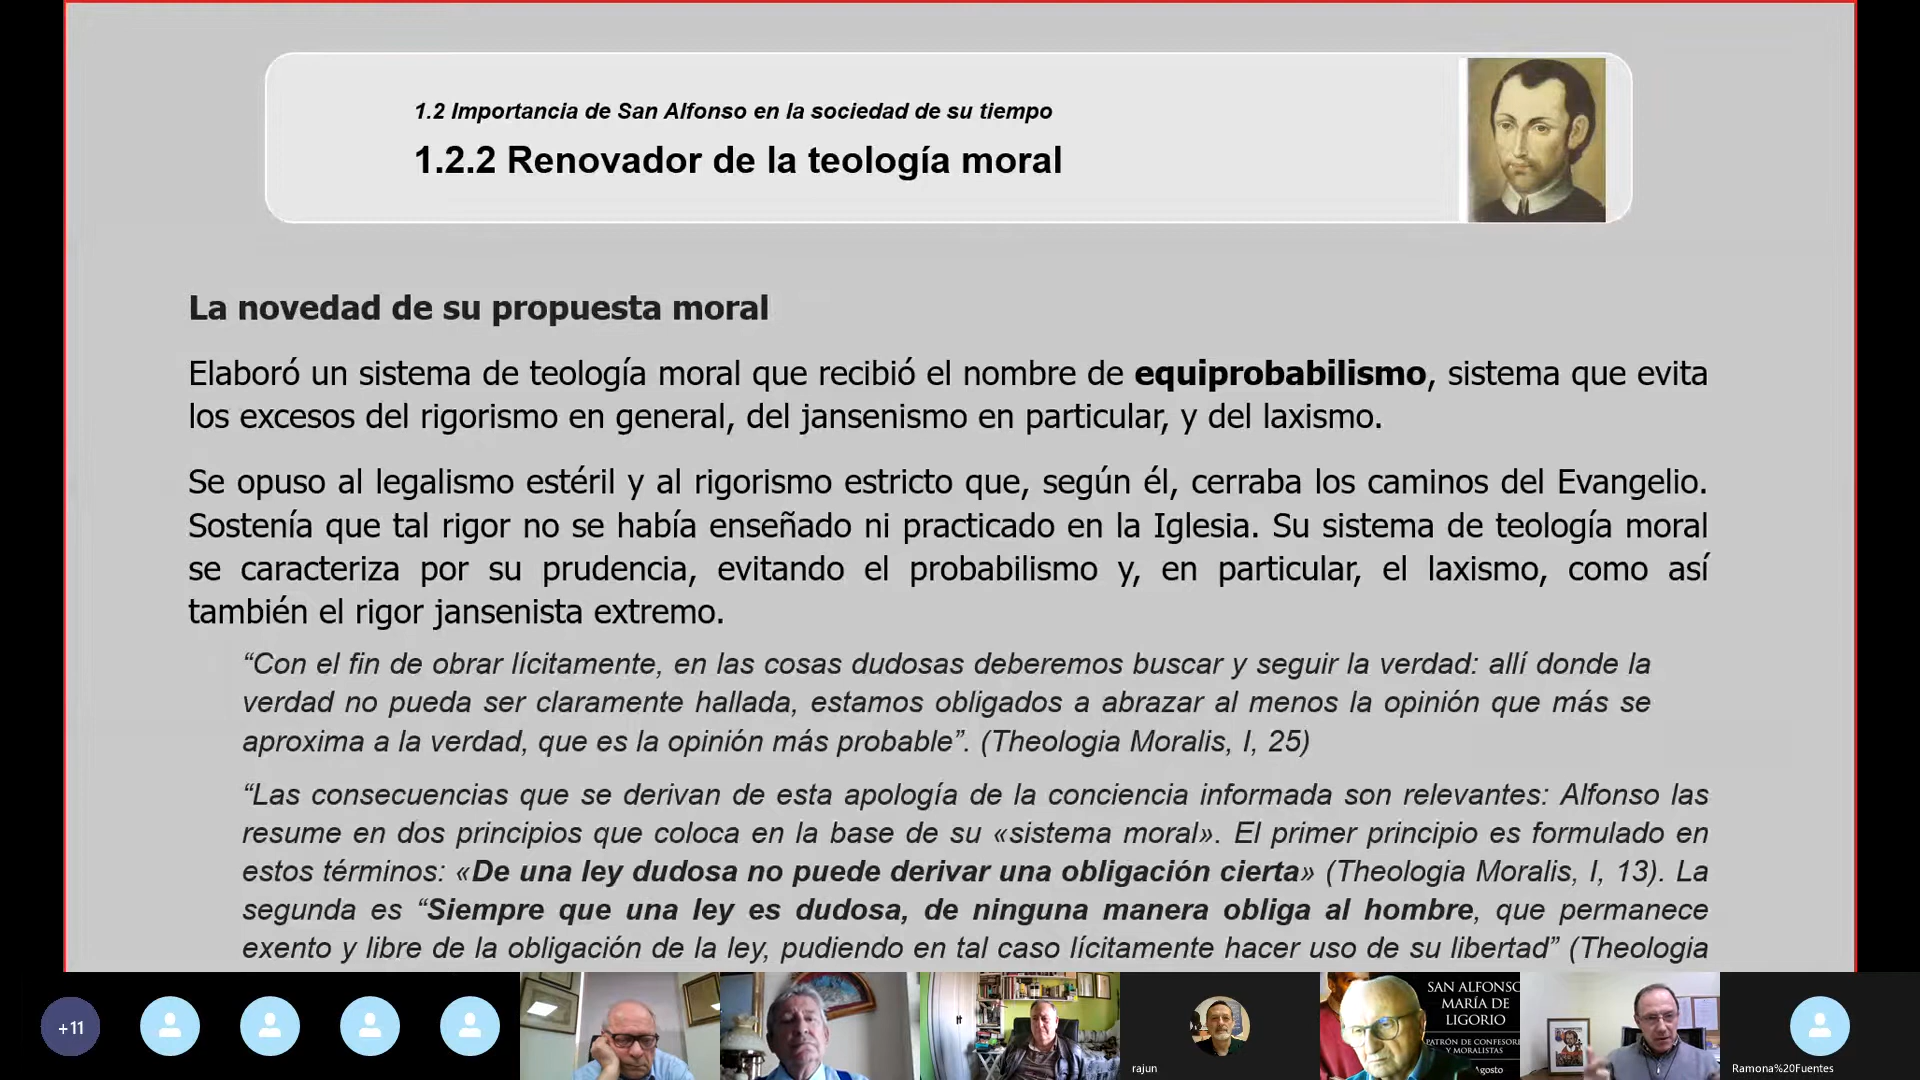 1.2 Importancia de San Alfonso en la sociedad de su tiempo
1.2.2 Renovador de la teología moral
La novedad de su propuesta moral
Elaboró un sistema de teología moral que recibió el nombre de equiprobabilismo, sistema que evita
los excesos del rigorismo en general, del jansenismo en particular, y del laxismo.
Se opuso al legalismo estéril y al rigorismo estricto que, según él, cerraba los caminos del Evangelio.
Sostenía que tal rigor no se había enseñado ni practicado en la Iglesia. Su sistema de teología moral
se caracteriza por su prudencia, evitando el probabilismo y, en particular, el laxismo, como así
también el rigor jansenista extremo.
“Con el fin de obrar lícitamente, en las cosas dudosas deberemos buscar y seguir la verdad: allí donde la
verdad no pueda ser claramente hallada, estamos obligados a abrazar al menos la opinión que más se
aproxima a la verdad, que es la opinión más probable”. (Theologia Moralis, I, 25)
“Las consecuencias que se derivan de esta apología de la conciencia informada son relevantes: Alfonso las
resume en dos principios que coloca en la base de su «sistema moral». El primer principio es formulado en
estos términos: «De una ley dudosa no puede derivar una obligación cierta» (Theologia Moralis, I, 13). La
segunda es “Siempre que una ley es dudosa, de ninguna manera obliga al hombre, que permanece
exento y libre de la obligación de la ley, pudiendo en tal caso lícitamente hacer uso de su libertad” (Theologia
+11
rajun
SAN ALFONSO
MARÍA DE
LIGORIO
PATRÓN DE CONFESORE
Y MORALISTAS
Agosto
Ramona%20Fuentes